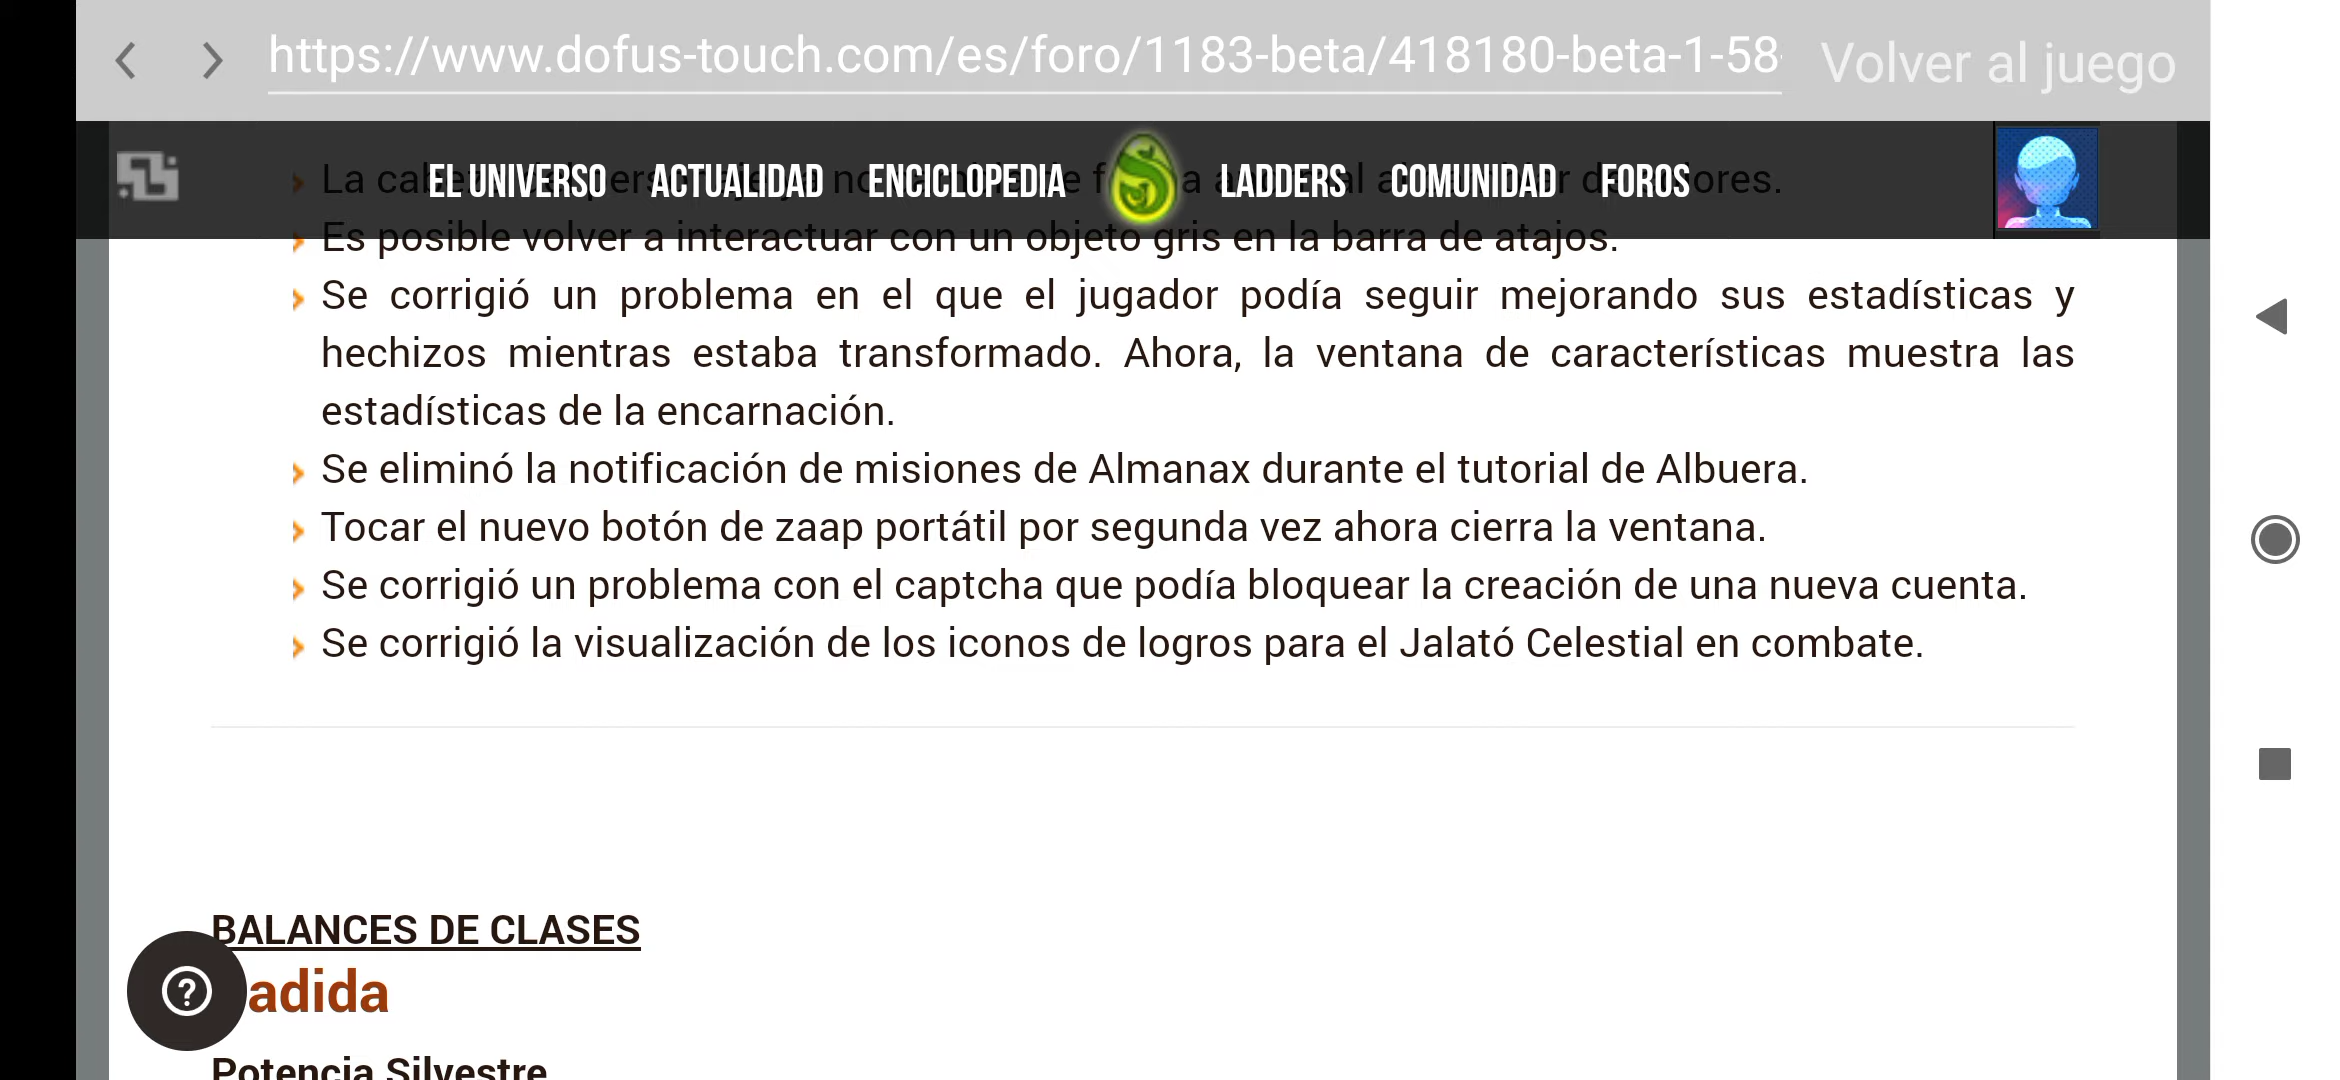 https://www.dofus-touch.com/es/foro/1183-beta/418180-beta-1-58
Volver al juego
EL UNIVERSO ACTUALIDAD ENCICLOPEDIA LADDERS COMUNIDAD FOROS
La
Es posible volver a interactuar con un objeto gris en la barra de atajos.
Se corrigió un problema en el que el jugador podía seguir mejorando sus estadísticas y
hechizos mientras estaba transformado. Ahora, la ventana de características muestra las
estadísticas de la encarnación.
Se eliminó la notificación de misiones de Almanax durante el tutorial de Albuera.
Tocar el nuevo botón de zaap portátil por segunda vez ahora cierra la ventana.
Se corrigió un problema con el captcha que podía bloquear la creación de una nueva cuenta.
Se corrigió la visualización de los iconos de logros para el Jalató Celestial en combate.
BALANCES DE CLASES
adida
Potencia Silvestre